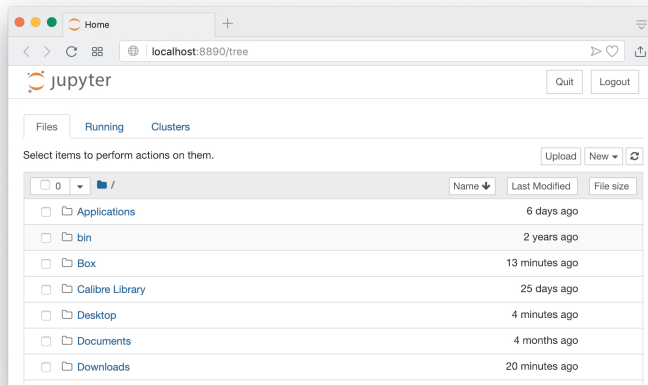 Home
localhost:8890/tree
jupyter
Quit Logout
Files Running Clusters
Select items to perform actions on them.
Upload New
0 / Name Last Modified File size
Applications 6 days ago
bin 2 years ago
Box 13 minutes ago
Calibre Library 25 days ago
Desktop 4 minutes ago
Documents 4 months ago
Downloads 20 minutes ago